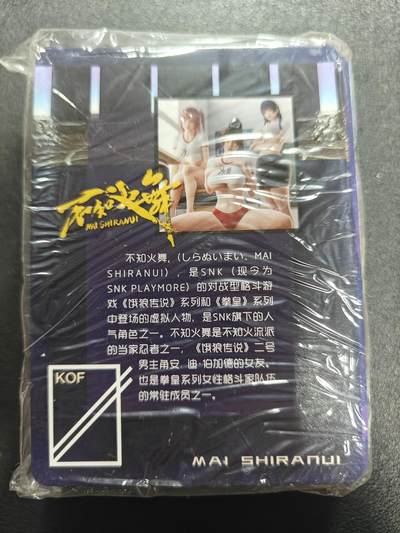 不知火舞
MAI SHIRANUI
不知火舞,(しらぬいまい、MAI
SHIRANUI),是SNK(现今为
SNK PLAYMORE)的对战型格斗游
戏《饿狼传说》系列和《拳皇》系列
中登场的虚拟人物,是SNK旗下的人
气角色之一。不知火舞是不知火流派
的当家忍者之一,《饿狼传说》二号
男主角安迪·伯加德的女友、
也是拳皇系列女性格斗家队伍
的常驻成员之一。
KOF
MAI SHIRANUI